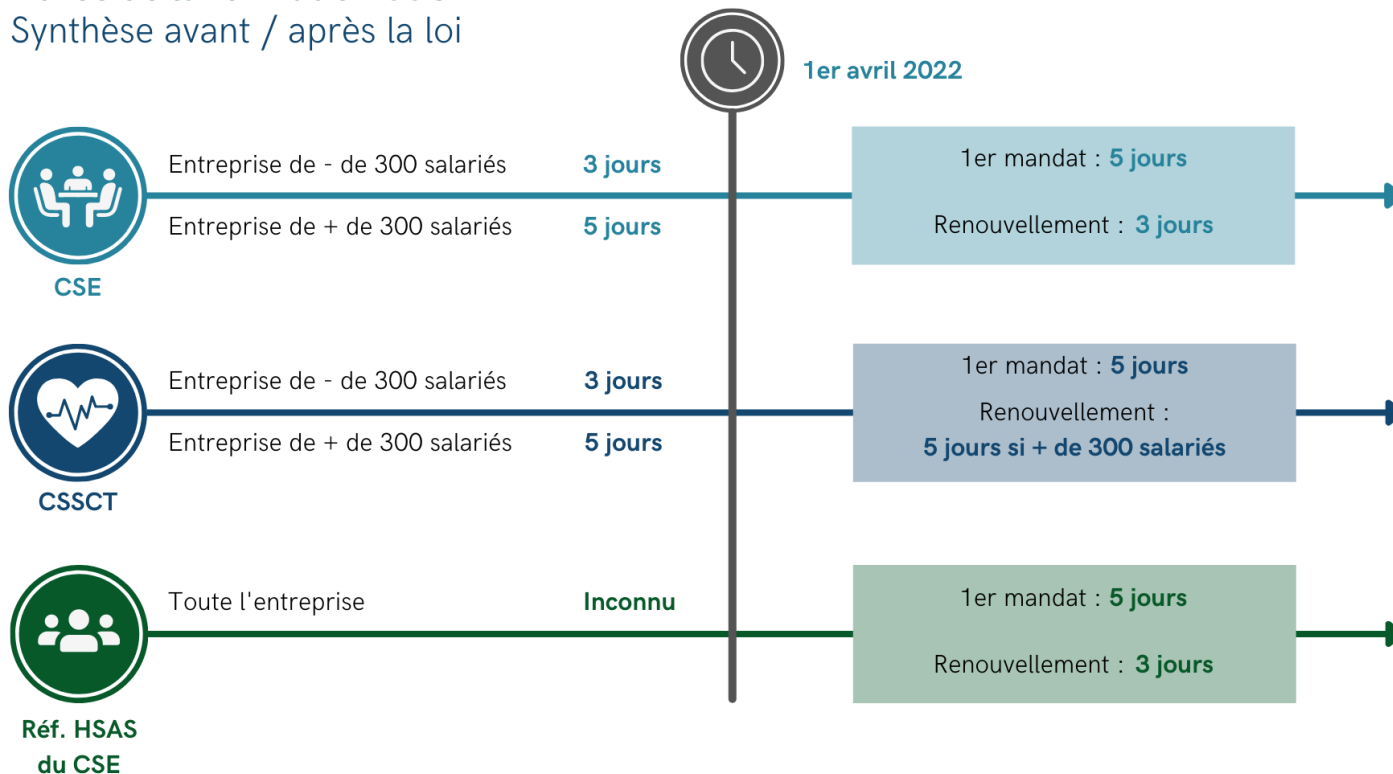 Synthèse avant / après la loi
1er avril 2022
Entreprise de - de 300 salariés 3 jours
Entreprise de + de 300 salariés 5 jours
CSE
1er mandat : 5 jours
Renouvellement : 3 jours
Entreprise de - de 300 salariés 3 jours
Entreprise de + de 300 salariés 5 jours
CSSCT
1er mandat : 5 jours
Renouvellement :
5 jours si + de 300 salariés
Toute l'entreprise Inconnu
Réf. HSAS
du CSE
1er mandat : 5 jours
Renouvellement : 3 jours